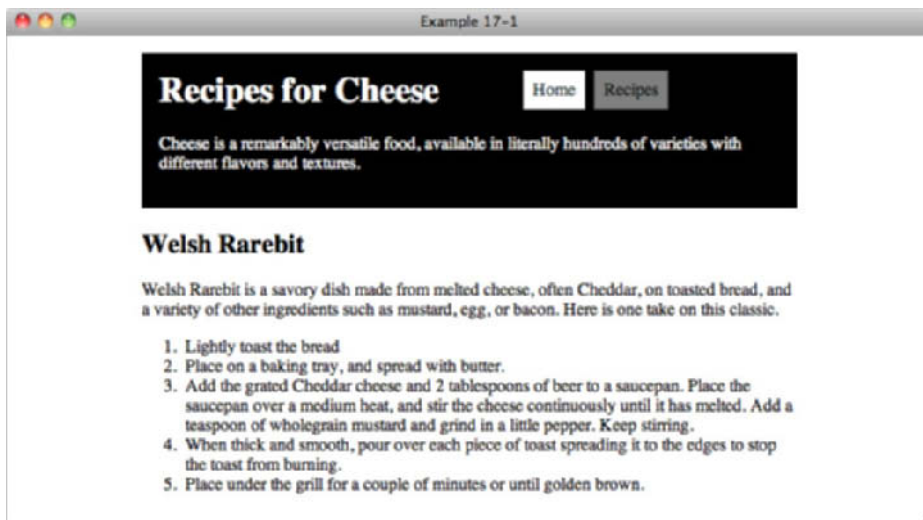 Example 17-1
Recipes for Cheese
Home
Recipes
Cheese is a remarkably versatile food, available in literally hundreds of varieties with
different flavors and textures.
Welsh Rarebit
Welsh Rarebit is a savory dish made from melted cheese, often Cheddar, on toasted bread, and
a variety of other ingredients such as mustard, egg, or bacon. Here is one take on this classic.
1. Lightly toast the bread
2. Place on a baking tray, and spread with butter.
3. Add the grated Cheddar cheese and 2 tablespoons of beer to a saucepan. Place the
saucepan over a medium heat, and stir the cheese continuously until it has melted. Add a
teaspoon of wholegrain mustard and grind in a little pepper. Keep stirring.
4. When thick and smooth, pour over each piece of toast spreading it to the edges to stop
the toast from burning.
5. Place under the grill for a couple of minutes or until golden brown.